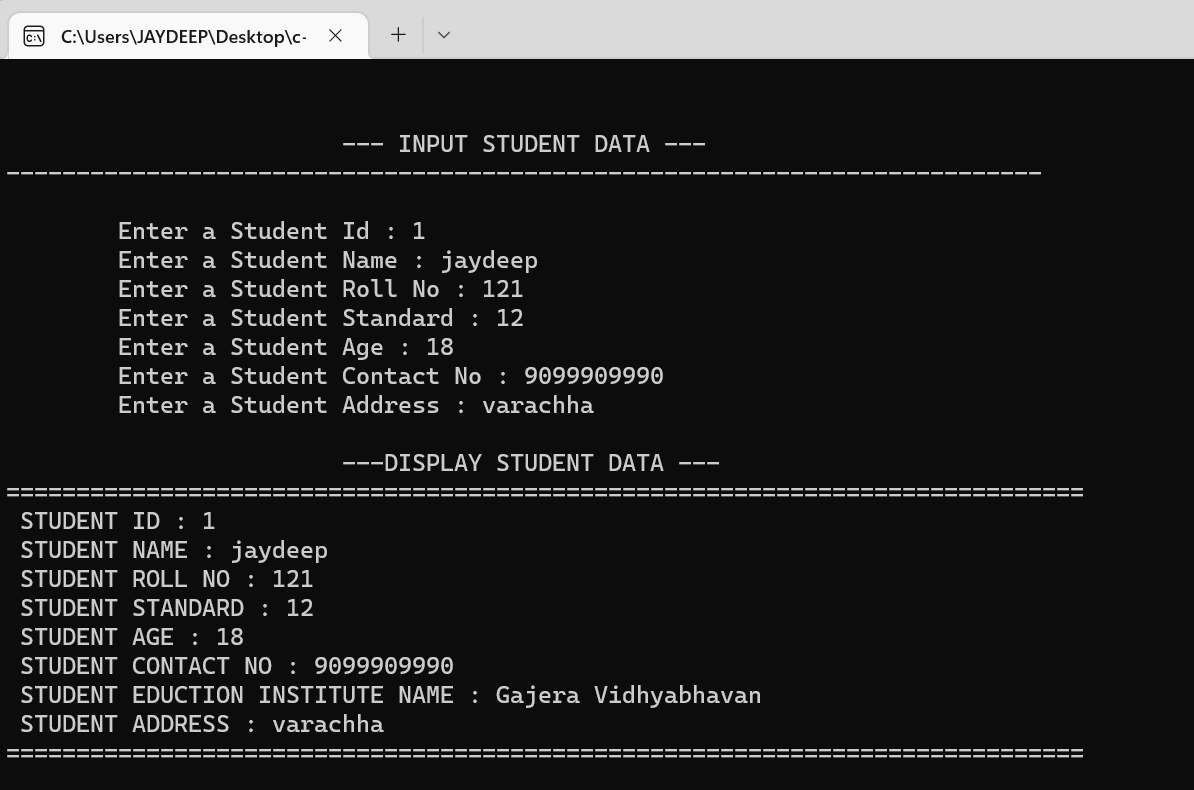 C:\Users\JAYDEEP\Desktop\c-
--- INPUT STUDENT DATA ---
--------------------------------------------------------------------------
Enter a Student Id : 1
Enter a Student Name : jaydeep
Enter a Student Roll No : 121
Enter a Student Standard : 12
Enter a Student Age : 18
Enter a Student Contact No : 9099909990
Enter a Student Address : varachha
---DISPLAY STUDENT DATA ---
=============================================================================
STUDENT ID : 1
STUDENT NAME : jaydeep
STUDENT ROLL NO : 121
STUDENT STANDARD : 12
STUDENT AGE : 18
STUDENT CONTACT NO : 9099909990
STUDENT EDUCTION INSTITUTE NAME : Gajera Vidhyabhavan
STUDENT ADDRESS : varachha
=============================================================================